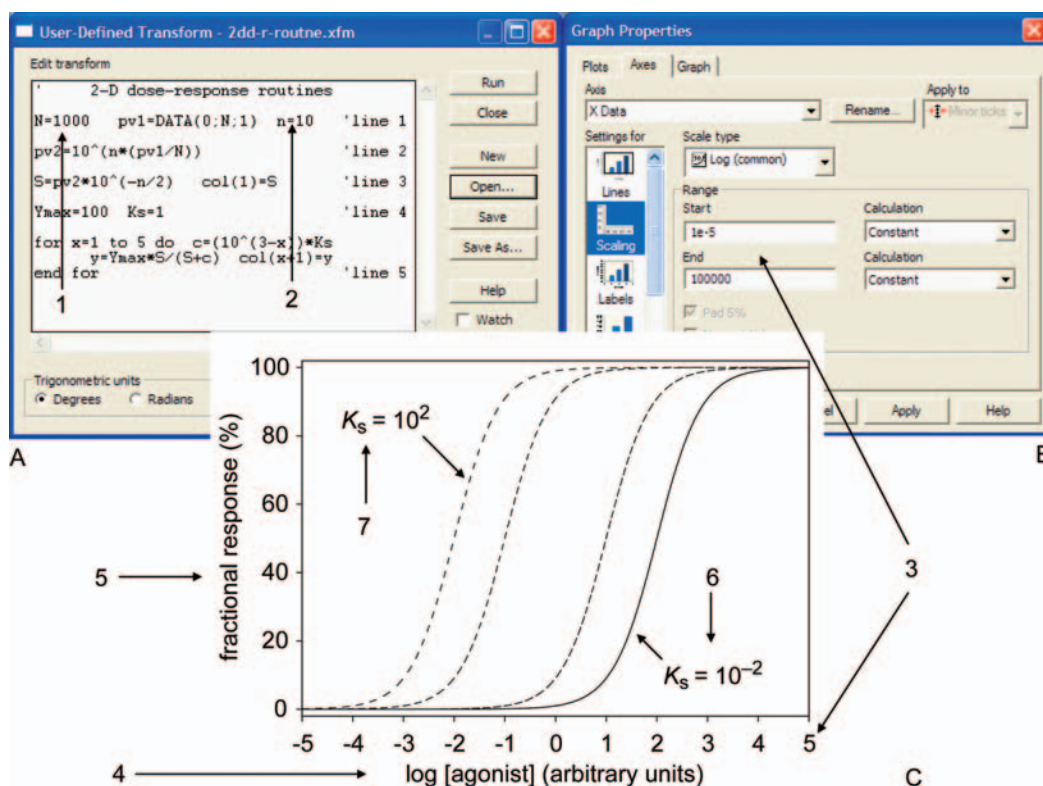 User-Defined Transform - 2dd-r-routne.xfm
Edit transform
' 2-D dose-response routines
N=1000 pv1=DATA(0;N;1) n=10 'line 1
pv2=10^(n*(pv1/N)) 'line 2
S=pv2*10^(-n/2) col(1)=S 'line 3
Ymax=100 Ks=1 'line 4
for x=1 to 5 do c=(10^(3-x))*Ks
y=Ymax*S/(S+c) col(x+1)=y
end for 'line 5
1
2
Run
Close
New
Open...
Save
Save As...
Help
Watch
Trigonometric units
Degrees
Radians
A
Graph Properties
Plots
Axes
Graph
Axis
X Data
Rename...
Apply to
Minor ticks
Settings for
Lines
Scaling
Labels
Scale type
Log (common)
Range
Start
Calculation
1e-5
Constant
End
Calculation
100000
Constant
Pad 5%
el
Apply
Help
B
3
fractional response (%)
100
80
60
40
20
0
Ks = 10²
7
5
6
Ks = 10–2
-5 -4 -3 -2 -1 0 1 2 3 4 5
4
log [agonist] (arbitrary units)
C